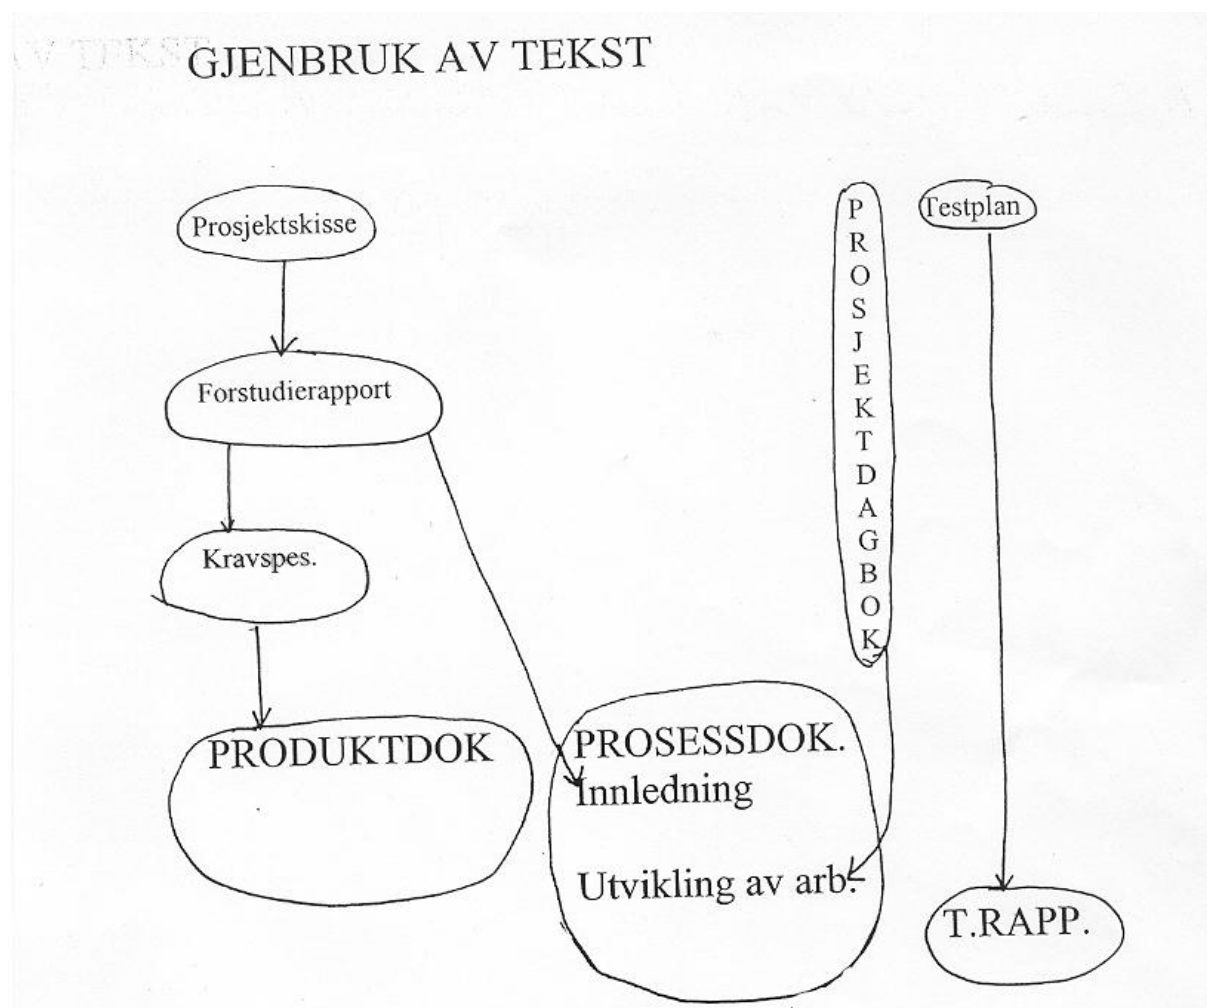 GJENBRUK AV TEKST
Prosjektskisse
Forstudierapport
Kravspes.
PRODUKTDOK
PROSESSDOK.
Innledning
Utvikling av arb.
PROSJEKTDAGBOK
Testplan
T.RAPP.